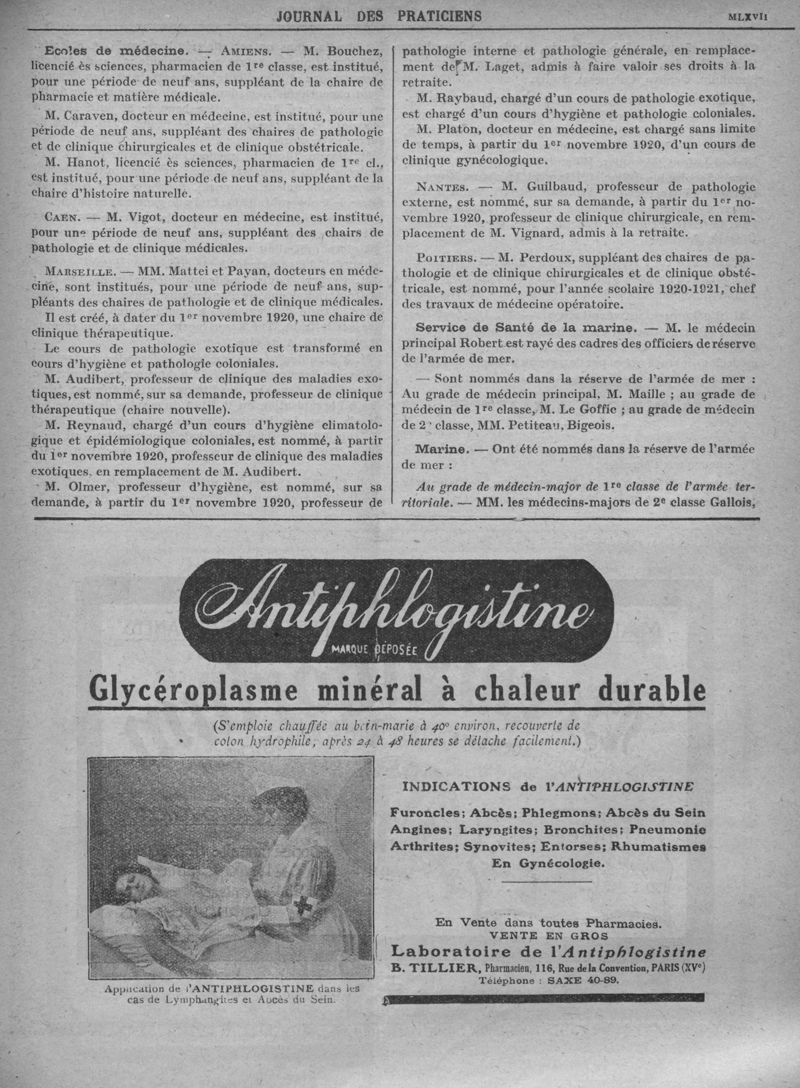 JOURNAL DES PRATICIENS
MLXVII
Ecoles de médecine. — AMIENS. — M. Bouchez,
licencié ès sciences, pharmacien de 1re classe, est institué,
pour une période de neuf ans, suppléant de la chaire de
pharmacie et matière médicale.
M. Caraven, docteur en médecine, est institué, pour une
période de neuf ans, suppléant des chaires de pathologie
et de clinique chirurgicales et de clinique obstétricale.
M. Hanot, licencié ès sciences, pharmacien de 1re cl.,
est institué, pour une période de neuf ans, suppléant de la
chaire d'histoire naturelle.
CAEN. — M. Vigot, docteur en médecine, est institué,
pour une période de neuf ans, suppléant des chairs de
pathologie et de clinique médicales.
MARSEILLE. — MM. Mattei et Payan, docteurs en méde-
cine, sont institués, pour une période de neuf ans, sup-
pléants des chaires de pathologie et de clinique médicales.
Il est créé, à dater du 1er novembre 1920, une chaire de
clinique thérapeutique.
Le cours de pathologie exotique est transformé en
cours d'hygiène et pathologie coloniales.
M. Audibert, professeur de clinique des maladies exo-
tiques, est nommé, sur sa demande, professeur de clinique
thérapeutique (chaire nouvelle).
M. Reynaud, chargé d'un cours d'hygiène climatolo-
gique et épidémiologique coloniales, est nommé, à partir
du 1er novembre 1920, professeur de clinique des maladies
exotiques. en remplacement de M. Audibert.
M. Olmer, professeur d'hygiène, est nommé, sur sa
demande, à partir du 1er novembre 1920, professeur de
pathologie interne et pathologie générale, en remplace-
ment de M. Laget, admis à faire valoir ses droits à la
retraite.
M. Raybaud, chargé d'un cours de pathologie exotique,
est chargé d'un cours d'hygiène et pathologie coloniales.
M. Platon, docteur en médecine, est chargé sans limite
de temps, à partir du 1er novembre 1920, d'un cours de
clinique gynécologique.
NANTES. — M. Guilbaud, professeur de pathologie
externe, est nommé, sur sa demande, à partir du 1er no-
vembre 1920, professeur de clinique chirurgicale, en rem-
placement de M. Vignard, admis à la retraite.
POITIERS. — M. Perdoux, suppléant des chaires de pa-
thologie et de clinique chirurgicales et de clinique obsté-
tricale, est nommé, pour l'année scolaire 1920-1921, chef
des travaux de médecine opératoire.
Service de Santé de la marine. — M. le médecin
principal Robert est rayé des cadres des officiers de réserve
de l'armée de mer.
— Sont nommés dans la réserve de l'armée de mer :
Au grade de médecin principal, M. Maille ; au grade de
médecin de 1re classe, M. Le Goffic ; au grade de médecin
de 2e classe, MM. Petiteau, Bigeois.
Marine. — Ont été nommés dans la réserve de l'armée
de mer :
Au grade de médecin-major de 1re classe de l'armée ter-
ritoriale. — MM. les médecins-majors de 2e classe Gallois,
Antiphlogistine
MARQUE DÉPOSÉE
Glycéroplasme minéral à chaleur durable
(S'emploie chauffée au bain-marie à 40° environ, recouverte de
coton hydrophile, après 24 à 48 heures se détache facilement.)
INDICATIONS de l'ANTIPHLOGISTINE
Furoncles; Abcès; Phlegmons; Abcès du Sein
Angines; Laryngites; Bronchites; Pneumonie
Arthrites; Synovites; Entorses; Rhumatismes
En Gynécologie.
En Vente dans toutes Pharmacies.
VENTE EN GROS
Laboratoire de l'Antiphlogistine
B. TILLIER, Pharmacien, 116, Rue de la Convention, PARIS (XVe)
Téléphone : SAXE 40-89.
Application de l'ANTIPHLOGISTINE dans les
cas de Lymphangites et Abcès du Sein.